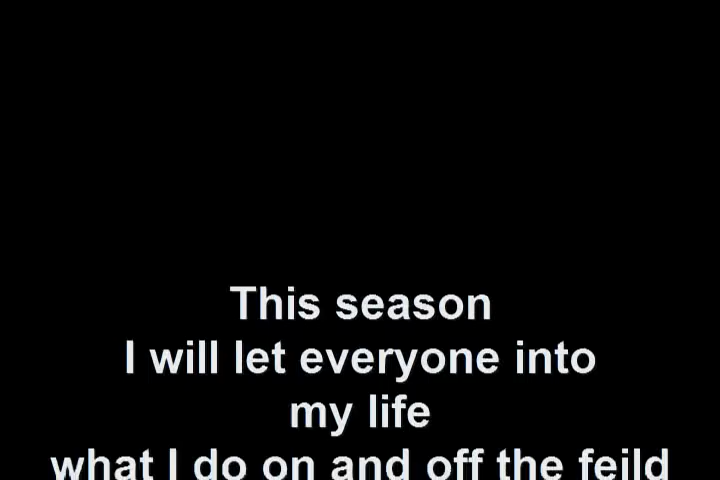 This season
I will let everyone into
my life
what I do on and off the feild